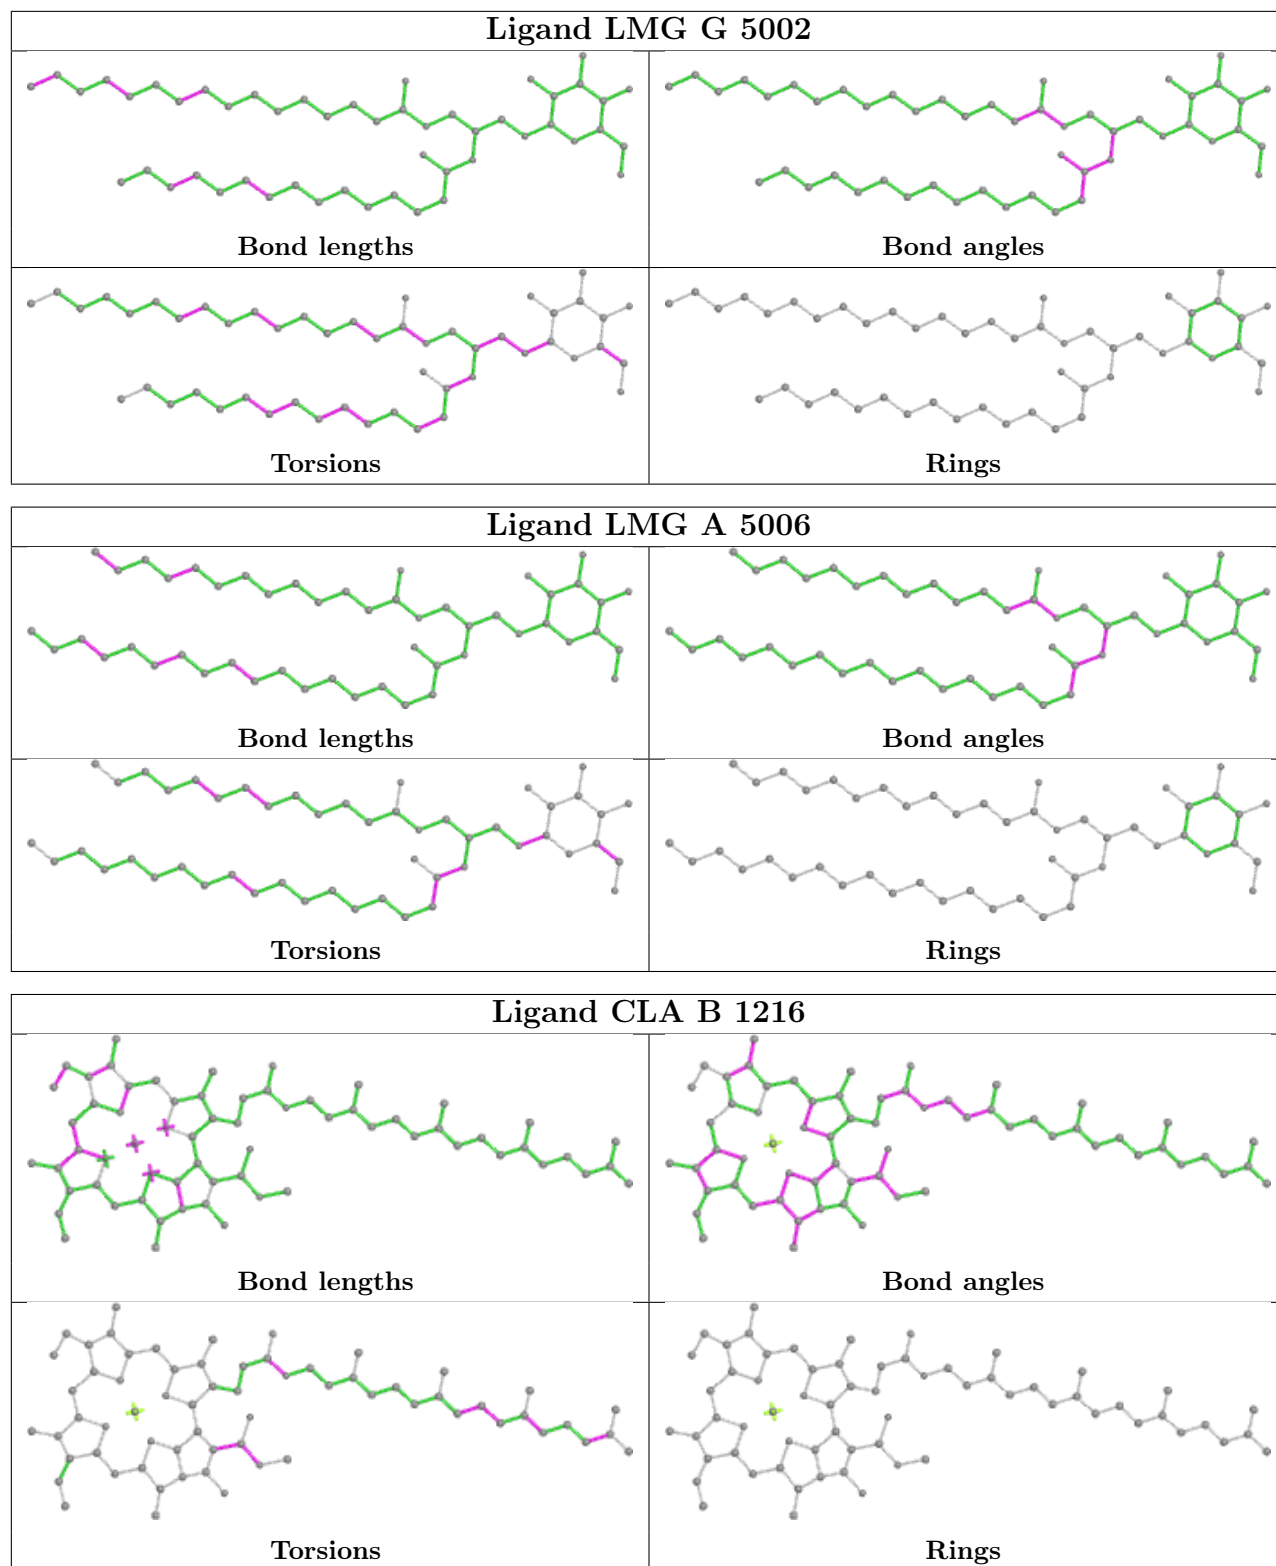 Ligand LMG G 5002
Bond lengths
Bond angles
Torsions
Rings
Ligand LMG A 5006
Bond lengths
Bond angles
Torsions
Rings
Ligand CLA B 1216
Bond lengths
Bond angles
Torsions
Rings